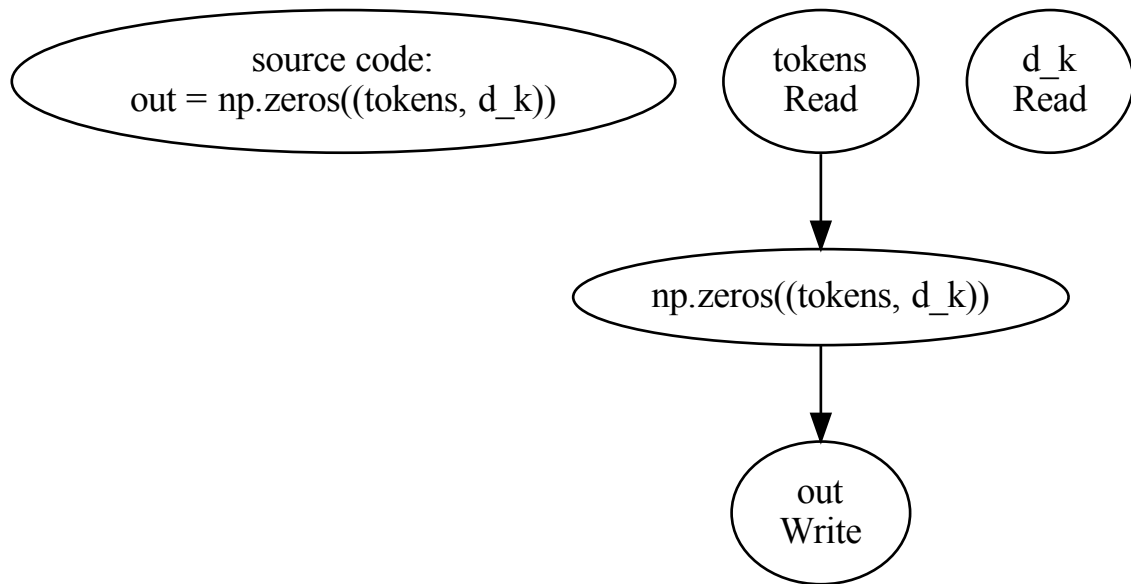 source code:
out = np.zeros((tokens, d_k))
tokens
Read
d_k
Read
np.zeros((tokens, d_k))
out
Write